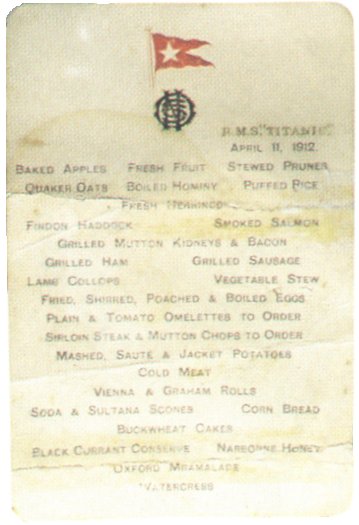 R.M.S. "TITANIC"
APRIL 11, 1912.
BAKED APPLES FRESH FRUIT STEWED PRUNES
QUAKER OATS BOILED HOMINY PUFFED RICE
FRESH HERRINGS
FINDON HADDOCK SMOKED SALMON
GRILLED MUTTON KIDNEYS & BACON
GRILLED HAM GRILLED SAUSAGE
LAMB COLLOPS VEGETABLE STEW
FRIED, SHIRRED, POACHED & BOILED EGGS
PLAIN & TOMATO OMELETTES TO ORDER
SIRLOIN STEAK & MUTTON CHOPS TO ORDER
MASHED, SAUTE & JACKET POTATOES
COLD MEAT
VIENNA & GRAHAM ROLLS
SODA & SULTANA SCONES CORN BREAD
BUCKWHEAT CAKES
BLACK CURRANT CONSERVE NARBONNE HONEY
OXFORD MARMALADE
WATERCRESS